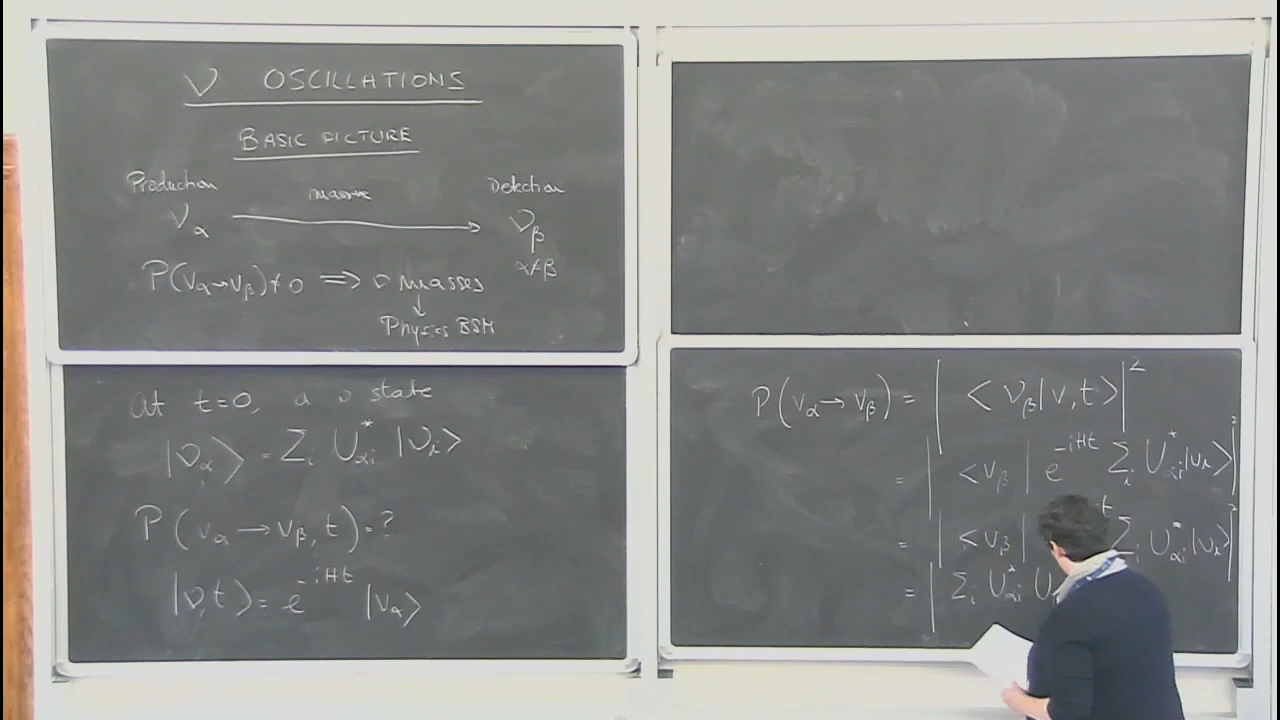 ν OSCILLATIONS
BASIC PICTURE
Production massive Detection
ν_α ⟶ ν_β
α≠β
P(ν_α→ν_β)≠0 ⟹ ν masses
↓
Physics BSM
At t=0, a ν state
|ν_α⟩ = Σ_i U*_αi |ν_i⟩
P(ν_α→ν_β, t) = ?
|ν,t⟩ = e^-iHt |ν_α⟩
P(ν_α→ν_β) = |<ν_β|ν,t>|²
= |<ν_β| e^-iHt Σ_i U*_αi |ν_i>|²
= |<ν_β| t Σ_i U*_αi |ν_i>|²
= |Σ_i U*_αi U